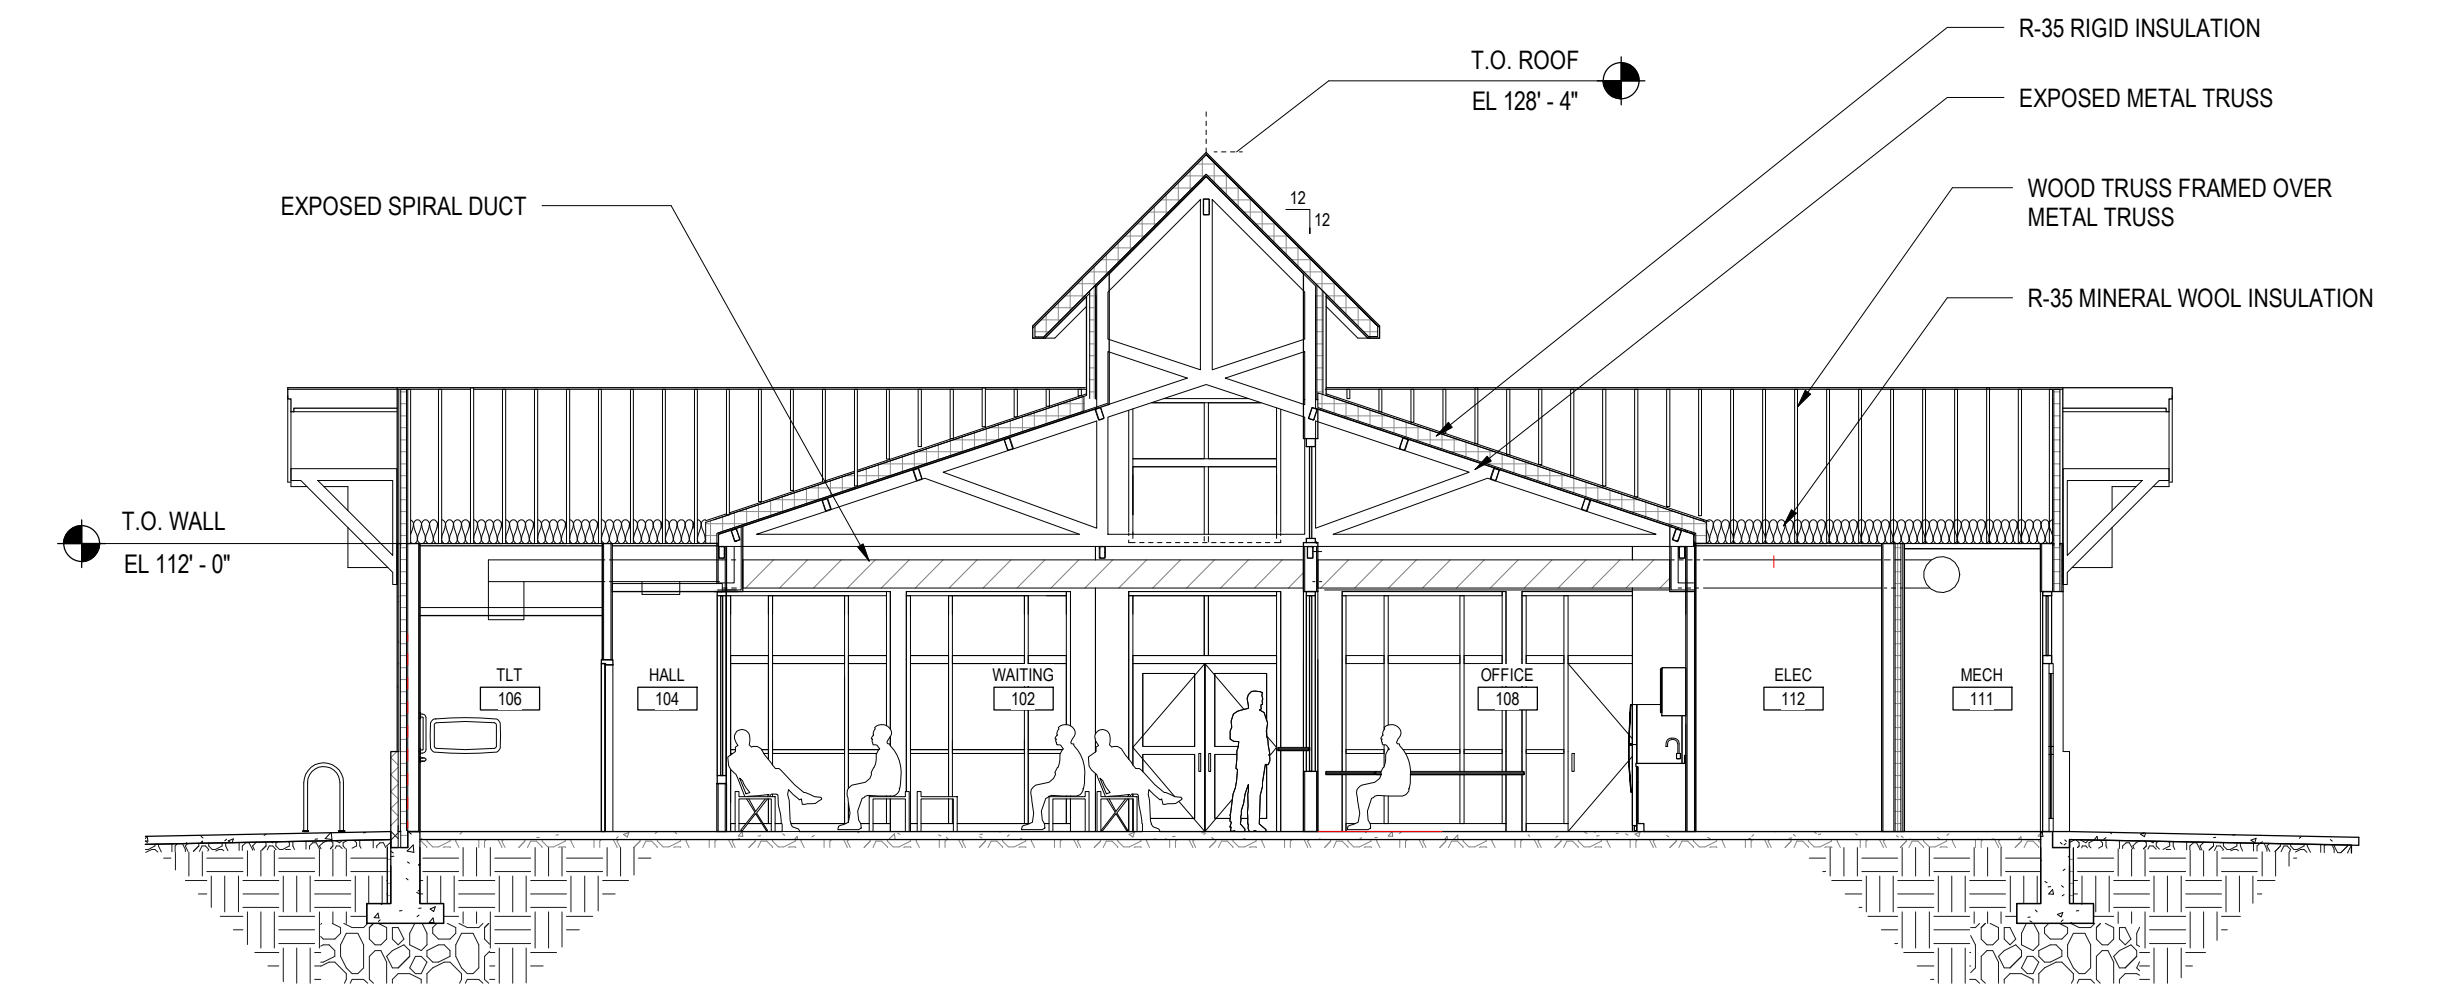 R-35 RIGID INSULATION
T.O. ROOF
EL 128' - 4"
EXPOSED METAL TRUSS
WOOD TRUSS FRAMED OVER
METAL TRUSS
EXPOSED SPIRAL DUCT
12
12
R-35 MINERAL WOOL INSULATION
T.O. WALL
EL 112' - 0"
TLT
106
HALL
104
WAITING
102
OFFICE
108
ELEC
112
MECH
111